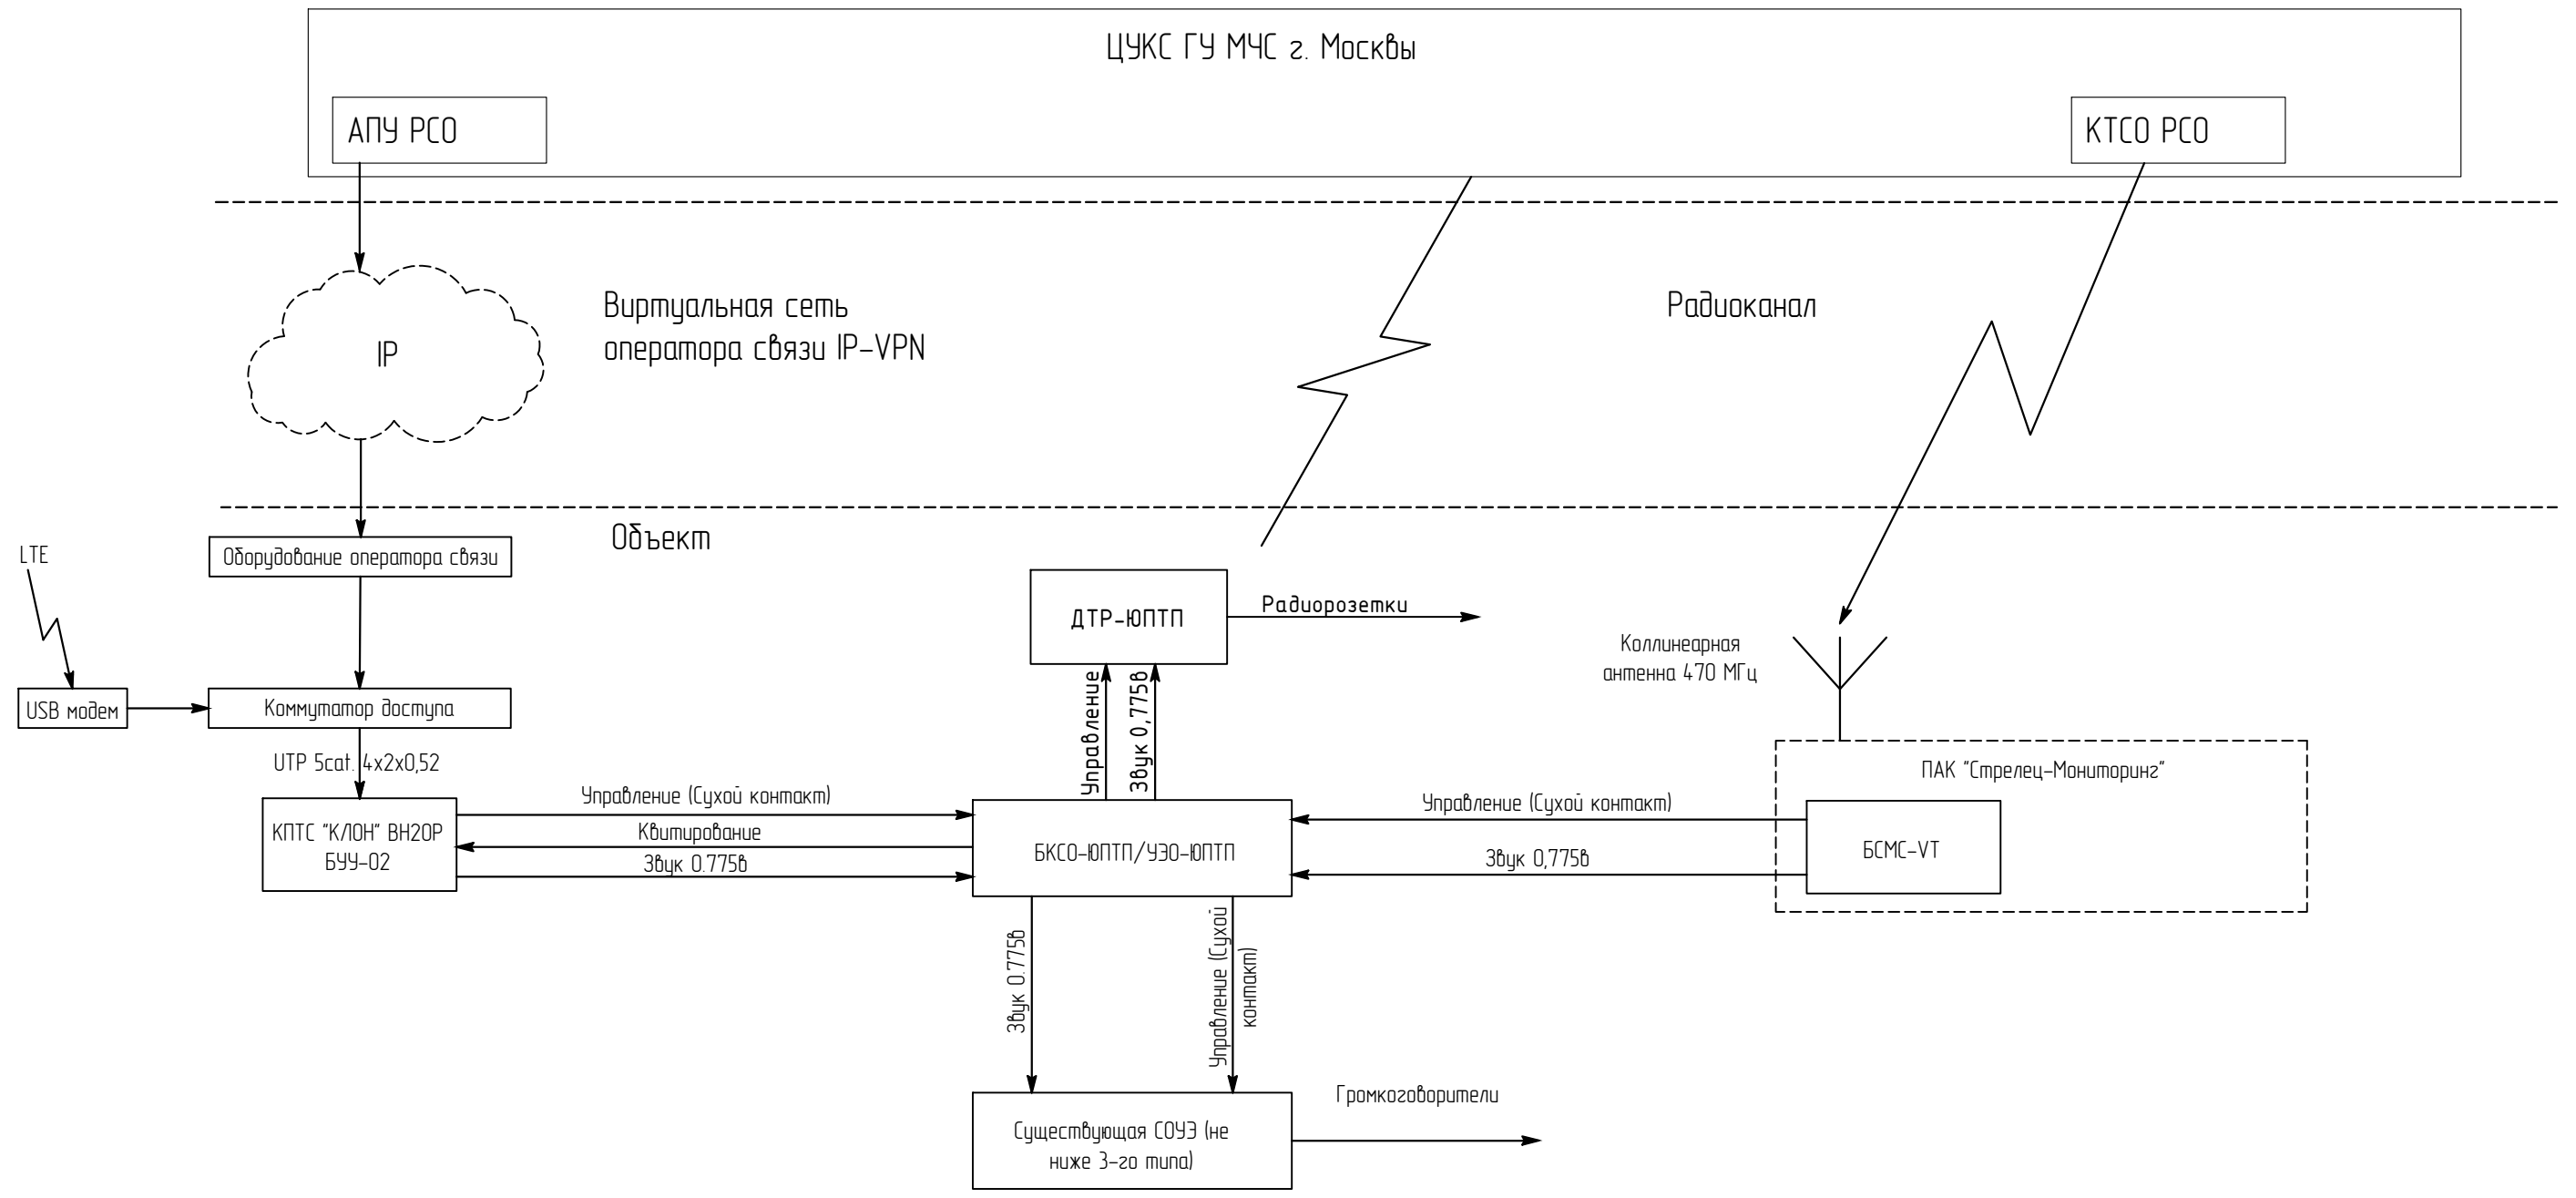 ЦУКС ГУ МЧС г. Москвы
АПУ РСО
КТСО РСО
Виртуальная сеть
оператора связи IP-VPN
IP
Радиоканал
Объект
LTE
Оборудование оператора связи
ДТР-ЮПТП
Радиорозетки
Коллинеарная
антенна 470 МГц
USB модем
Коммутатор доступа
UTP 5cat. 4x2x0,52
Управление
Звук 0,775в
ПАК "Стрелец-Мониторинг"
КПТС "КЛОН" ВН20Р
БУУ-02
Управление (Сухой контакт)
Квитирование
Звук 0.775в
БКСО-ЮПТП/УЭО-ЮПТП
Управление (Сухой контакт)
Звук 0,775в
БСМС-VT
Звук 0.775в
Управление (Сухой
контакт)
Громкоговорители
Существующая СОУЭ (не
ниже 3-го типа)